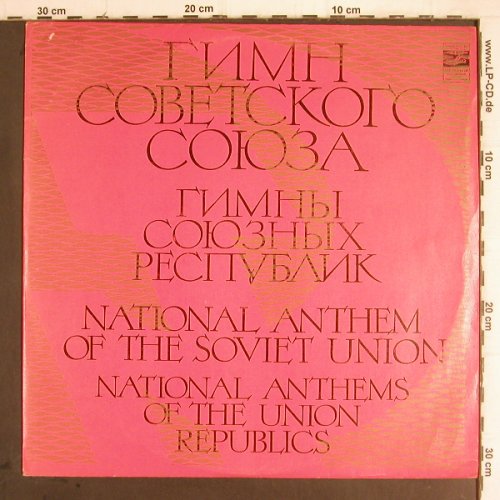 30 cm
20 cm
10 cm
www.LP-CD.de
ГИМН
СОВЕТСКОГО
СОЮЗА
ГИМНЫ
СОЮЗНЫХ
РЕСПУБЛИК
NATIONAL ANTHEM
OF THE SOVIET UNION
NATIONAL ANTHEMS
OF THE UNION
REPUBLICS
10 cm
20 cm
30 cm